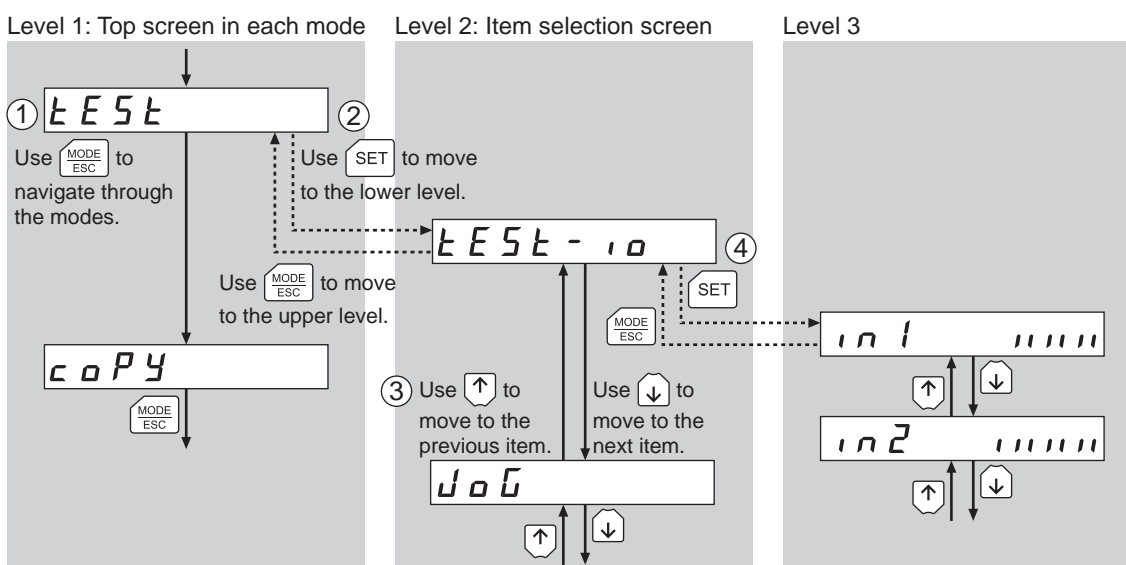 Level 1: Top screen in each mode
Level 2: Item selection screen
Level 3
① tESt
②
Use MODE/ESC to
navigate through
the modes.
Use SET to move
to the lower level.
tESt- io
④
Use MODE/ESC to move
to the upper level.
SET
MODE/ESC
in1 ııııı
coPY
MODE/ESC
③ Use ↑ to
move to the
previous item.
Use ↓ to
move to the
next item.
↑ ↓
in2 ıııııı
JoG
↑ ↓
↑ ↓